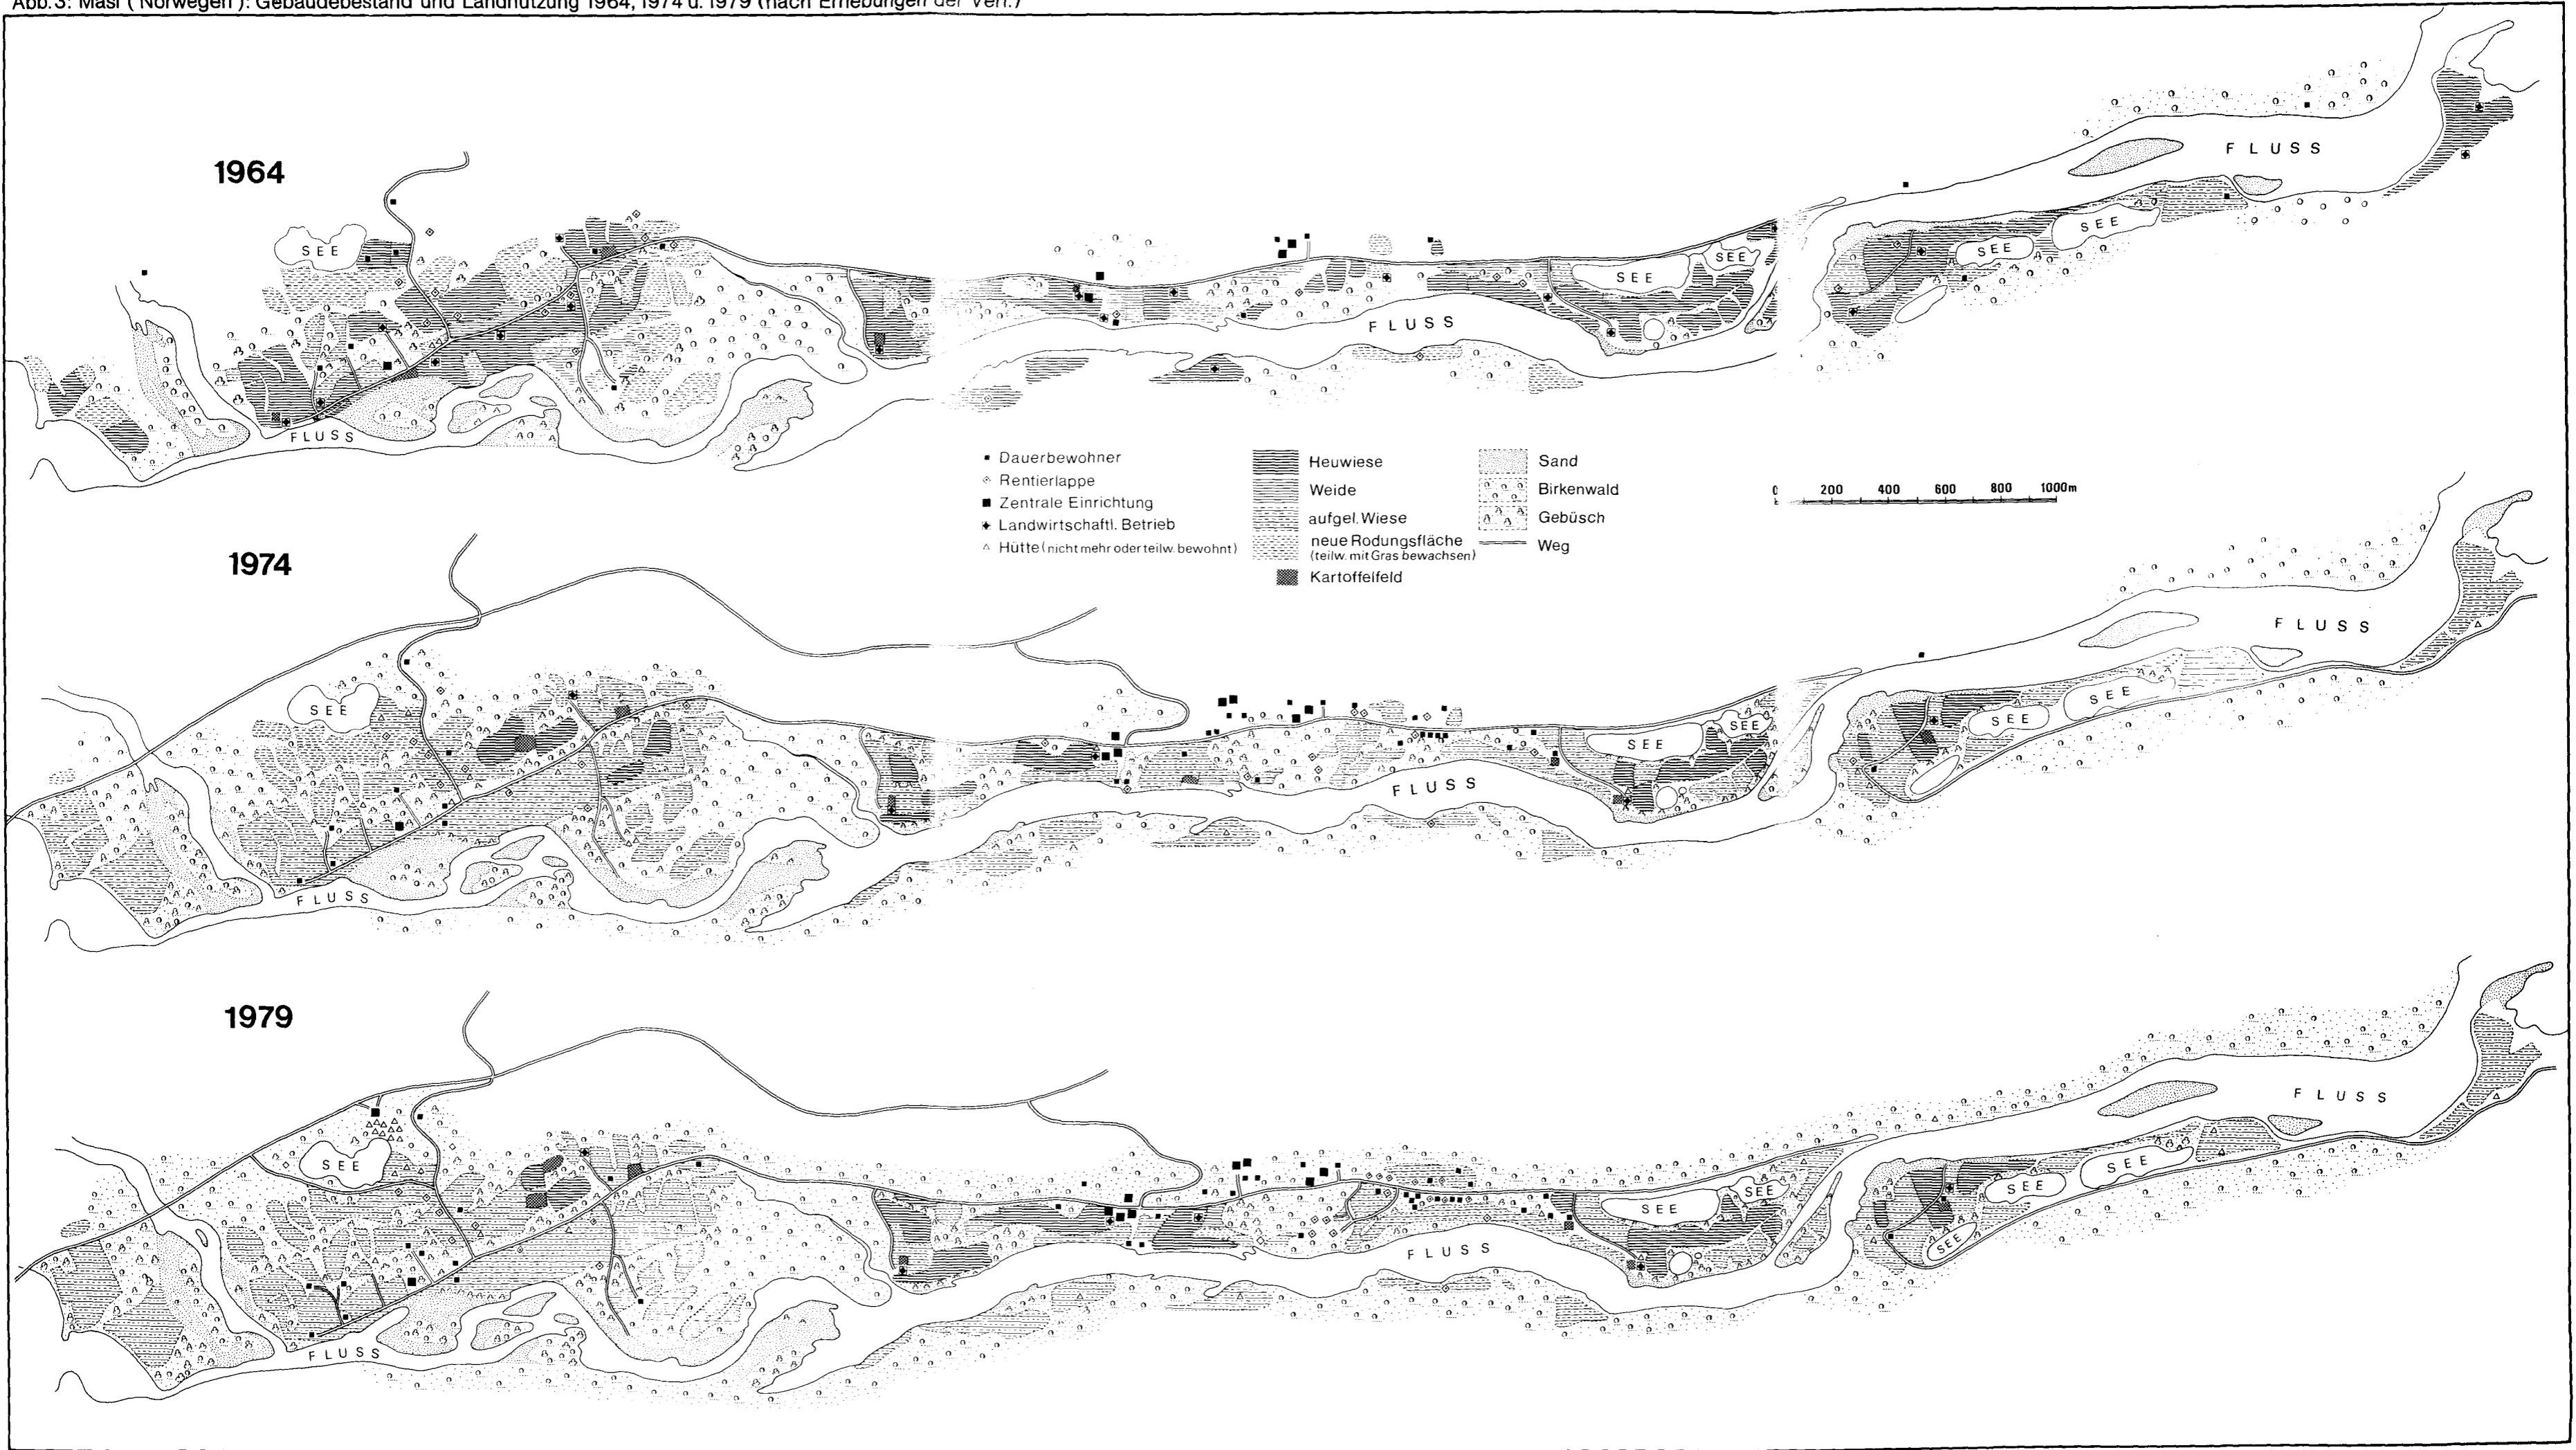 Abb.3: Masi (Norwegen): Gebäudebestand und Landnutzung 1964, 1974 u. 1979 (nach Erhebungen der Verf.)
1964
SEE
FLUSS
FLUSS
SEE
SEE
FLUSS
SEE
SEE
Dauerbewohner
Rentierlappe
Zentrale Einrichtung
Landwirtschaftl. Betrieb
Hütte (nicht mehr oder teilw. bewohnt)
Heuwiese
Weide
aufgel. Wiese
neue Rodungsfläche
(teilw. mit Gras bewachsen)
Kartoffelfeld
Sand
Birkenwald
Gebüsch
Weg
0 200 400 600 800 1000m
1974
SEE
FLUSS
FLUSS
SEE
SEE
FLUSS
SEE
SEE
1979
SEE
FLUSS
FLUSS
SEE
SEE
FLUSS
SEE
SEE
SEE